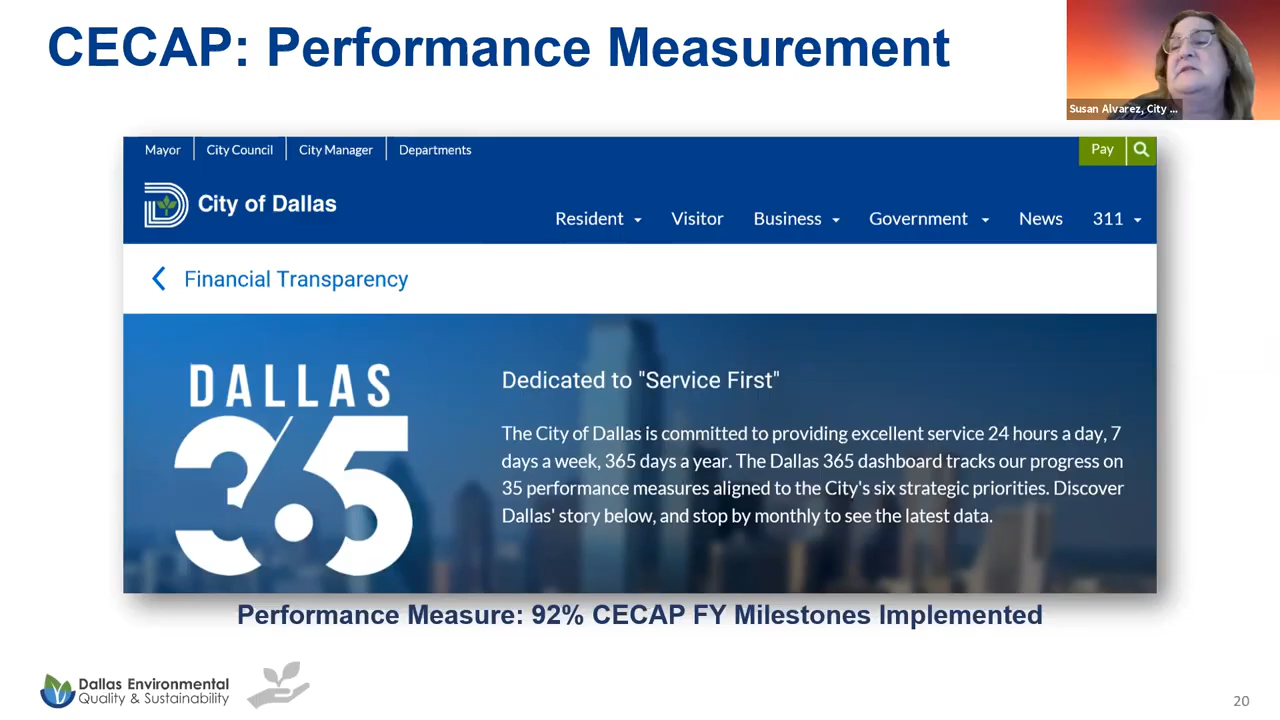 CECAP: Performance Measurement
Susan Alvarez, City ...
Mayor
City Council
City Manager
Departments
Pay
City of Dallas
Resident
Visitor
Business
Government
News
311
Financial Transparency
DALLAS
365
Dedicated to "Service First"
The City of Dallas is committed to providing excellent service 24 hours a day, 7
days a week, 365 days a year. The Dallas 365 dashboard tracks our progress on
35 performance measures aligned to the City's six strategic priorities. Discover
Dallas' story below, and stop by monthly to see the latest data.
Performance Measure: 92% CECAP FY Milestones Implemented
Dallas Environmental
Quality & Sustainability
20